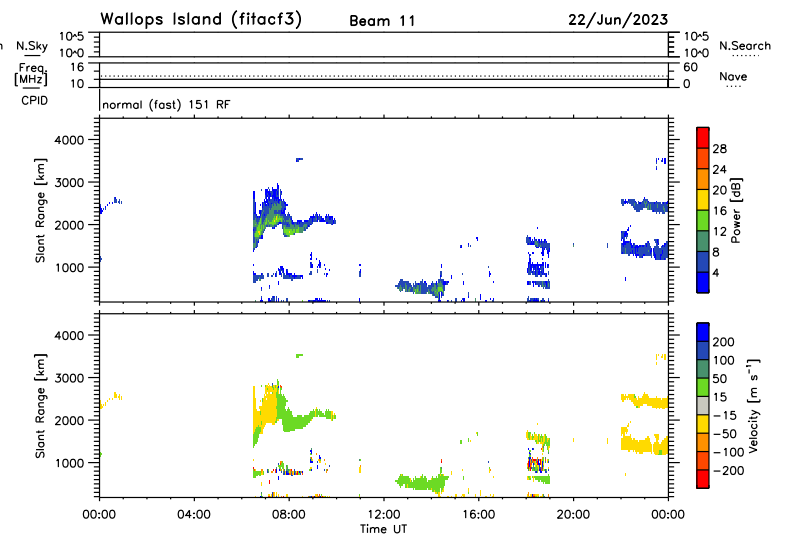 Wallops Island (fitacf3) Beam 11 22/Jun/2023
n N.Sky 10^5 10^5
10^0 10^0 N.Search
Freq. 16 60
[MHz] 10 0 Nave
CPID normal (fast) 151 RF
Slant Range [km]
4000
3000
2000
1000
28
24
20
16
12
8
4
Power [dB]
Slant Range [km]
4000
3000
2000
1000
200
100
50
15
-15
-50
-100
-200
Velocity [m s⁻¹]
00:00 04:00 08:00 12:00 16:00 20:00 00:00
Time UT